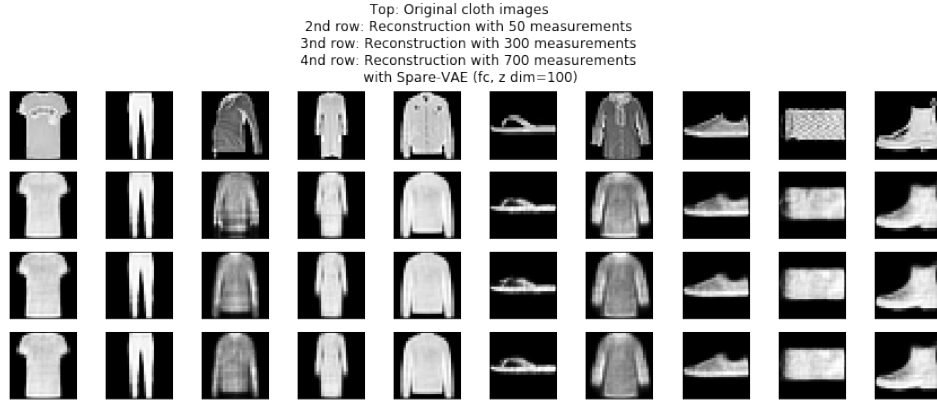 Top: Original cloth images
2nd row: Reconstruction with 50 measurements
3nd row: Reconstruction with 300 measurements
4nd row: Reconstruction with 700 measurements
with Spare-VAE (fc, z dim=100)